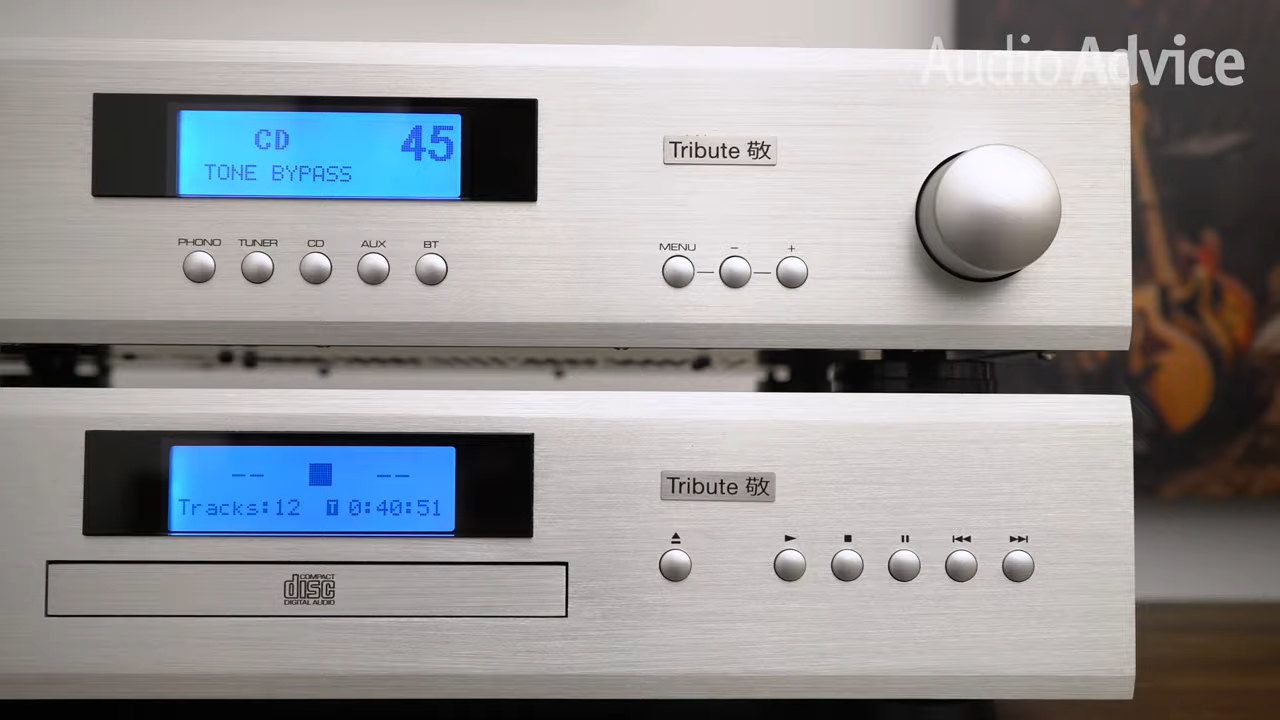 Audio Advice
CD 45
TONE BYPASS
Tribute 敬
PHONO TUNER CD AUX BT
MENU - +
-- --
Tracks:12 T 0:40:51
Tribute 敬
COMPACT
disc
DIGITAL AUDIO